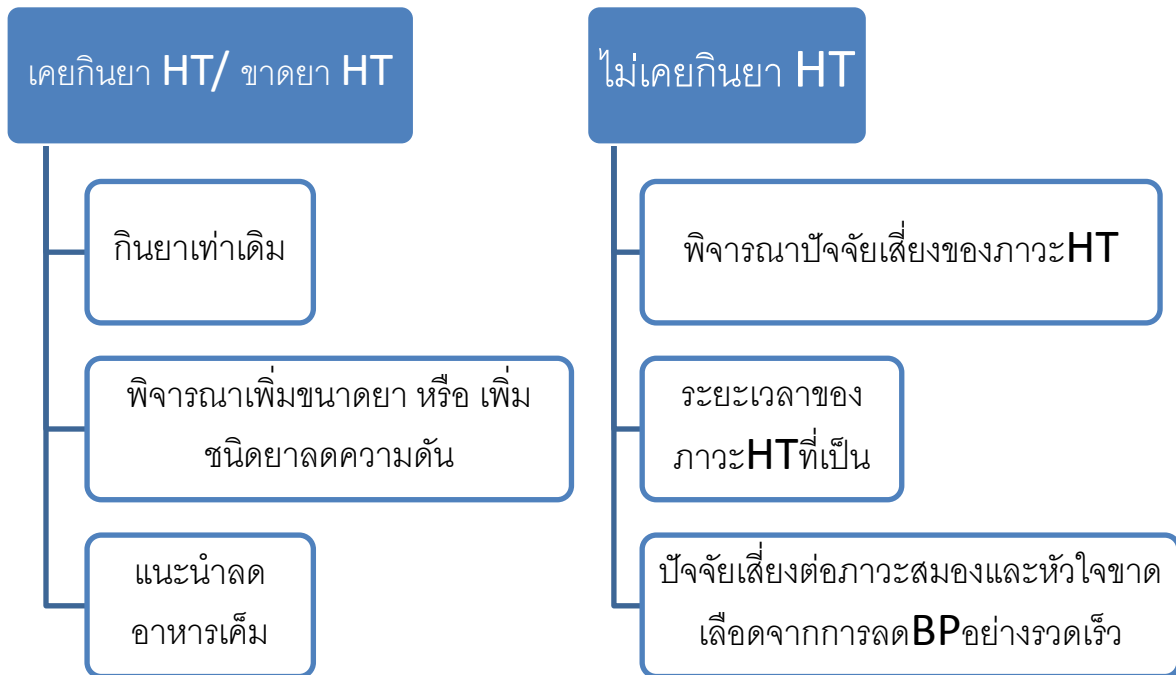 เคยกินยา HT/ ขาดยา HT
กินยาเท่าเดิม
พิจารณาเพิ่มขนาดยา หรือ เพิ่ม
ชนิดยาลดความดัน
แนะนำลด
อาหารเค็ม
ไม่เคยกินยา HT
พิจารณาปัจจัยเสี่ยงของภาวะHT
ระยะเวลาของ
ภาวะHTที่เป็น
ปัจจัยเสี่ยงต่อภาวะสมองและหัวใจขาด
เลือดจากการลดBPอย่างรวดเร็ว